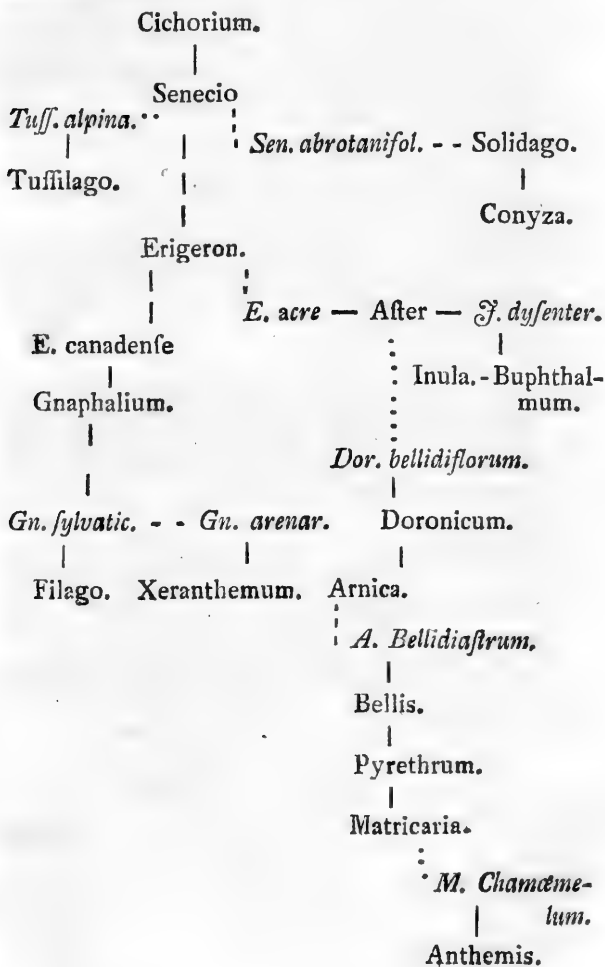 Cichorium.
Senecio
Tuſſ. alpina.
Sen. abrotanifol. - - Solidago.
Tuſſilago.
Conyza.
Erigeron.
E. acre — Aſter — J. dyſenter.
E. canadenſe
Inula. - Buphthal-
mum.
Gnaphalium.
Dor. bellidiflorum.
Gn. ſylvatic. - - Gn. arenar.
Doronicum.
Filago.
Xeranthemum.
Arnica.
A. Bellidiaſtrum.
Bellis.
Pyrethrum.
Matricaria.
M. Chamæme-
lum.
Anthemis.